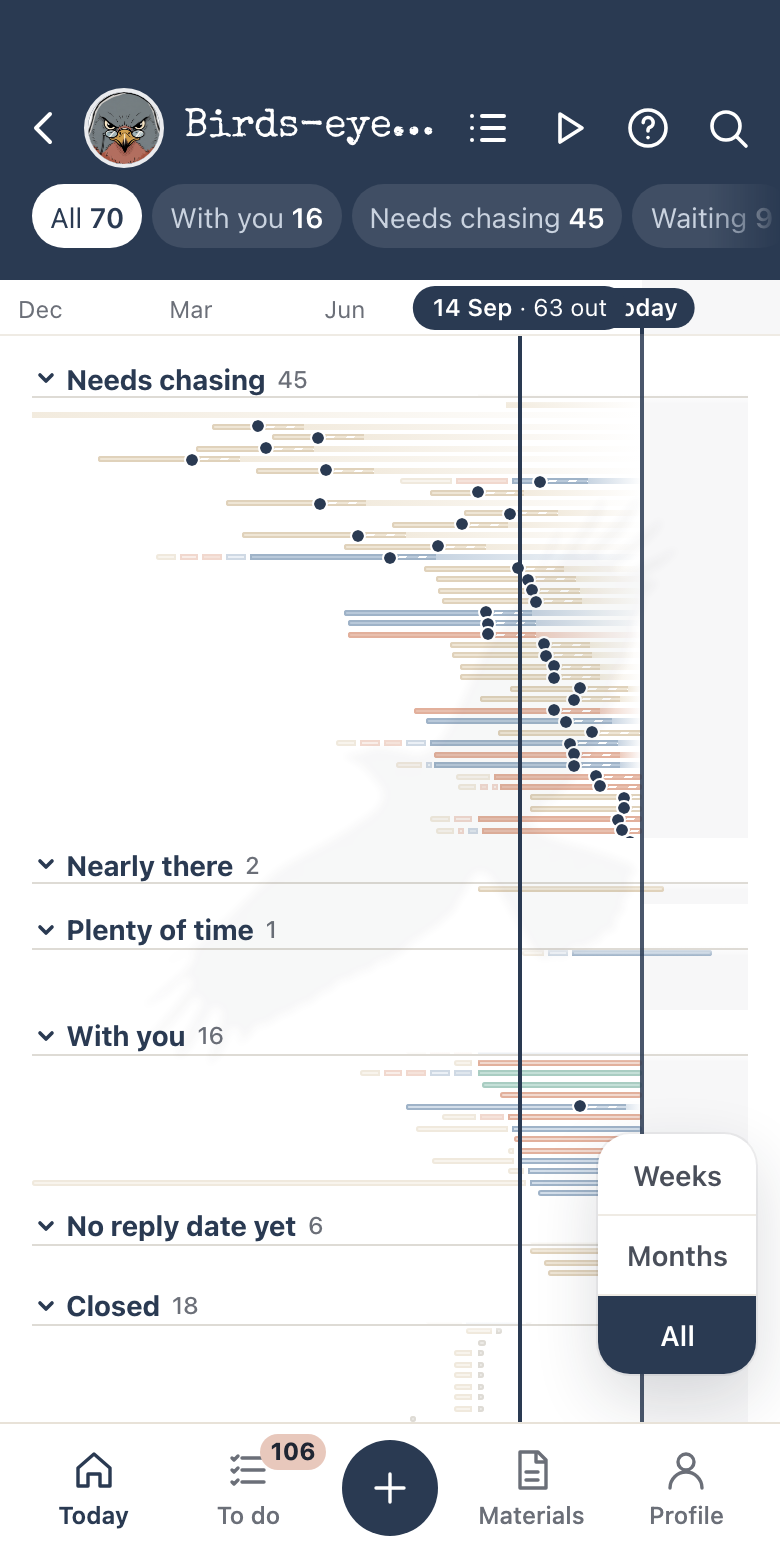 Birds-eye...
All 70
With you 16
Needs chasing 45
Waiting 9
Dec
Mar
Jun
14 Sep · 63 out
oday
Needs chasing 45
Nearly there 2
Plenty of time 1
With you 16
No reply date yet 6
Closed 18
Weeks
Months
All
106
Today
To do
Materials
Profile